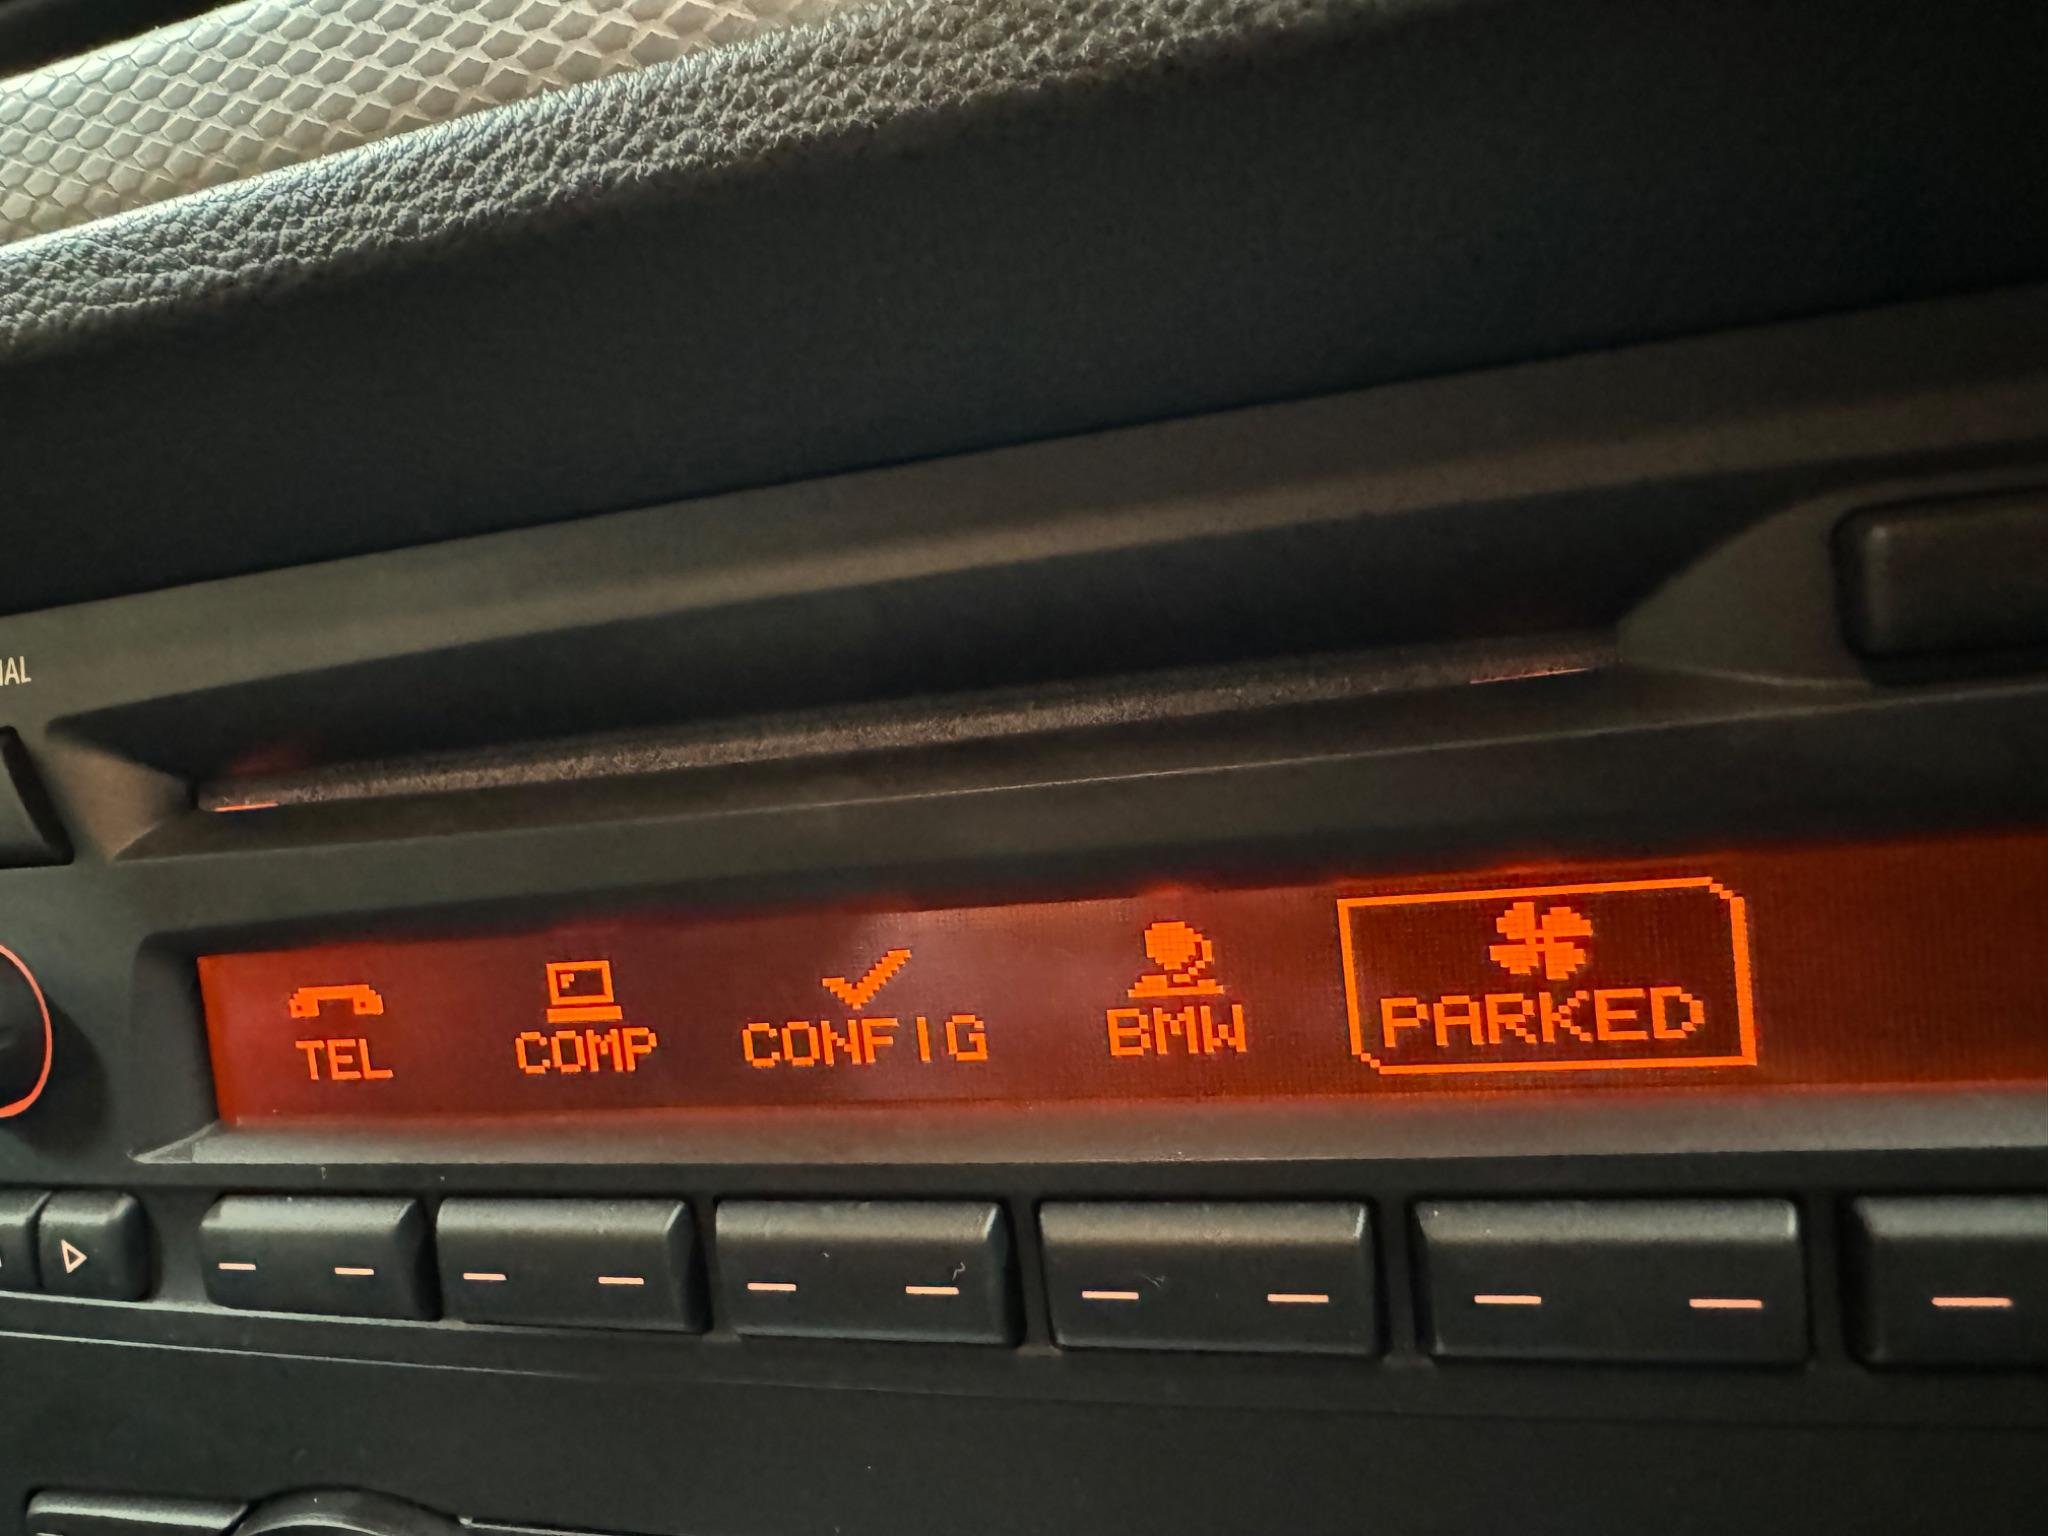 TEL
COMP
CONFIG
BMW
PARKED